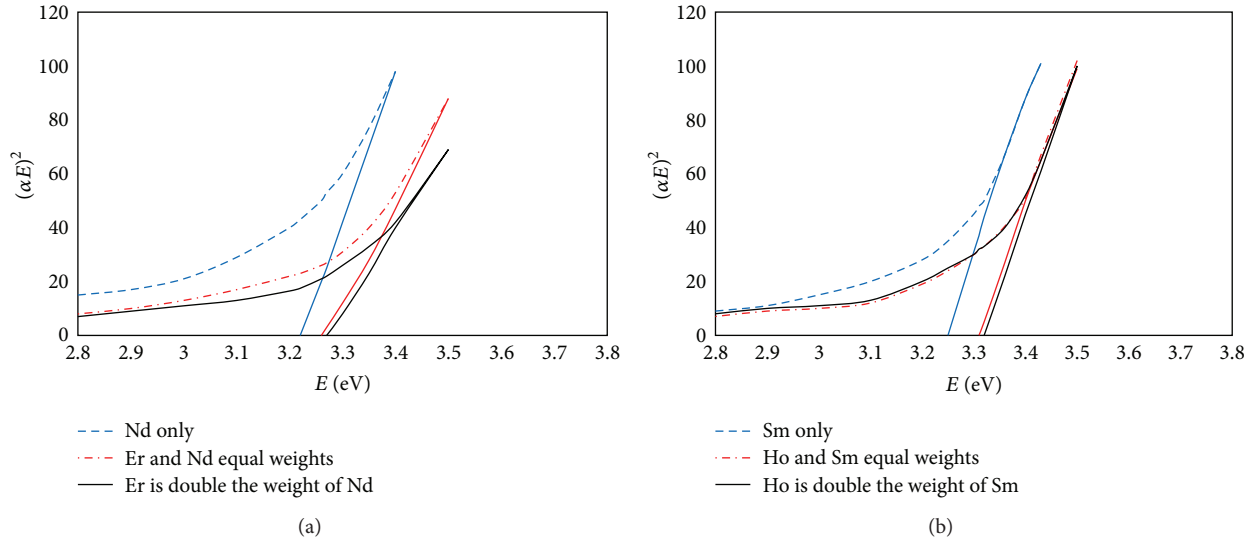 120
100
80
60
40
20
0
(αE)²
2.8 2.9 3 3.1 3.2 3.3 3.4 3.5 3.6 3.7 3.8
E (eV)
Nd only
Er and Nd equal weights
Er is double the weight of Nd
(a)
120
100
80
60
40
20
0
(αE)²
2.8 2.9 3 3.1 3.2 3.3 3.4 3.5 3.6 3.7 3.8
E (eV)
Sm only
Ho and Sm equal weights
Ho is double the weight of Sm
(b)